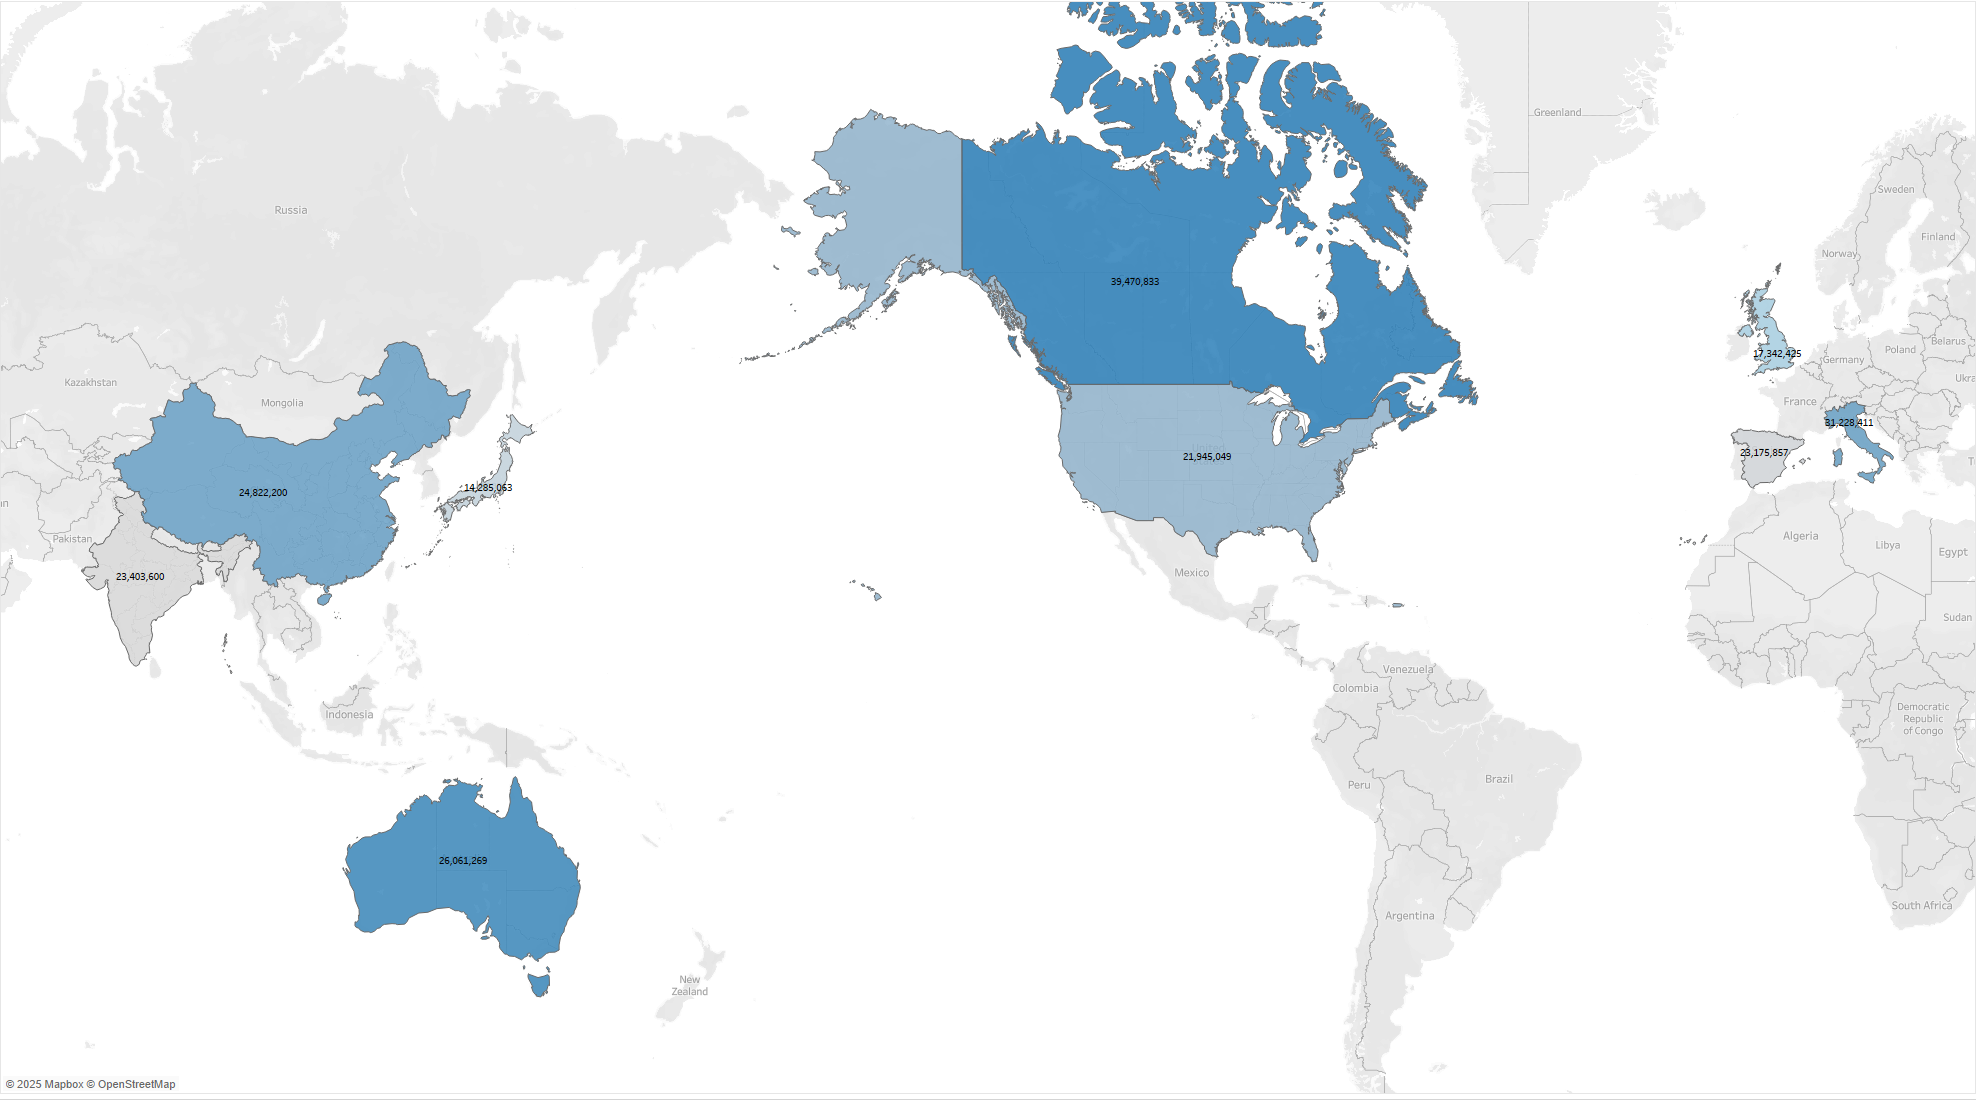 Greenland
Sweden
Russia
Finland
Norway
39,470,833
Belarus
Poland
17,342,425
Germany
Kazakhstan
Mongolia
France
31,228,411
23,175,857
21,945,049
14,285,063
24,822,200
Pakistan
Algeria
Libya
Egypt
Mexico
23,403,600
Sudan
Venezuela
Colombia
Indonesia
Democratic
Republic
of Congo
Brazil
Peru
26,061,269
South Africa
Argentina
New
Zealand
© 2025 Mapbox © OpenStreetMap